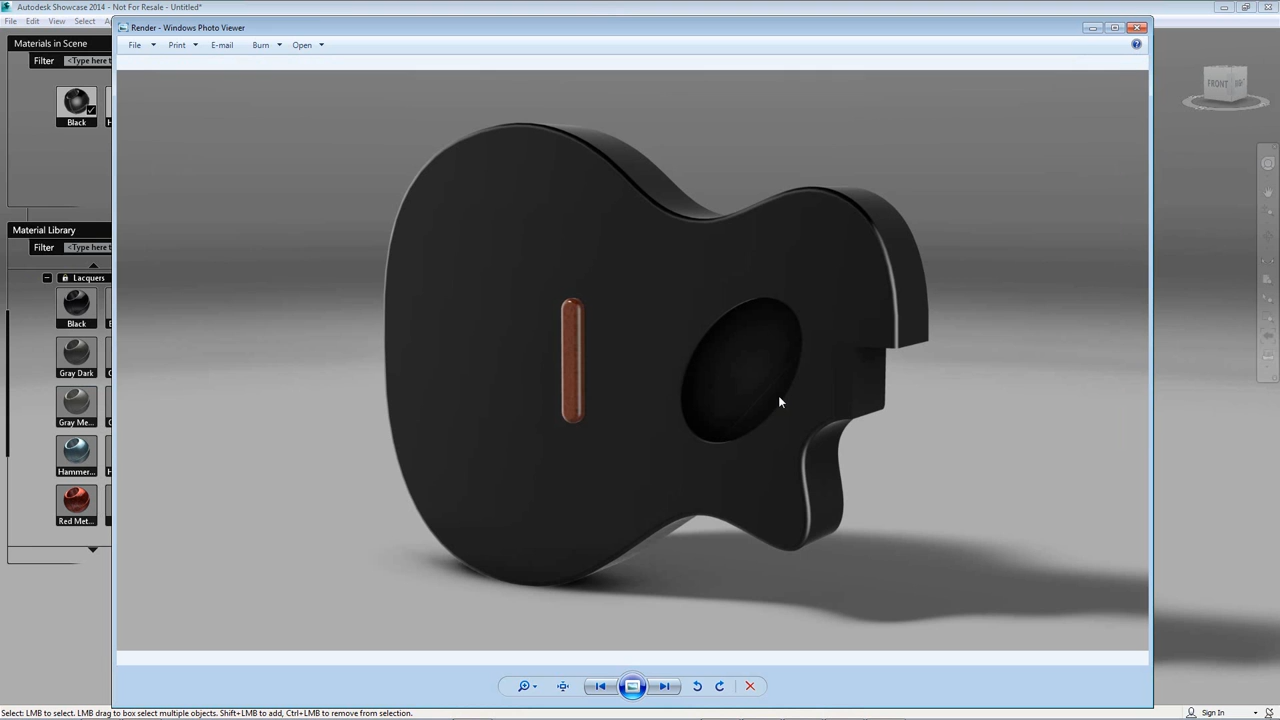 Autodesk Showcase 2014 - Not For Resale - Untitled*
File Edit View Select
Render - Windows Photo Viewer
File Print E-mail Burn Open
Materials in Scene
Filter <Type here t
Black
FRONT
Material Library
Filter <Type here t
Lacquers
Black
Gray Dark
Gray Me...
Hammer...
Red Met...
Select: LMB to select. LMB drag to box select multiple objects. Shift+LMB to add, Ctrl+LMB to remove from selection.
Sign In